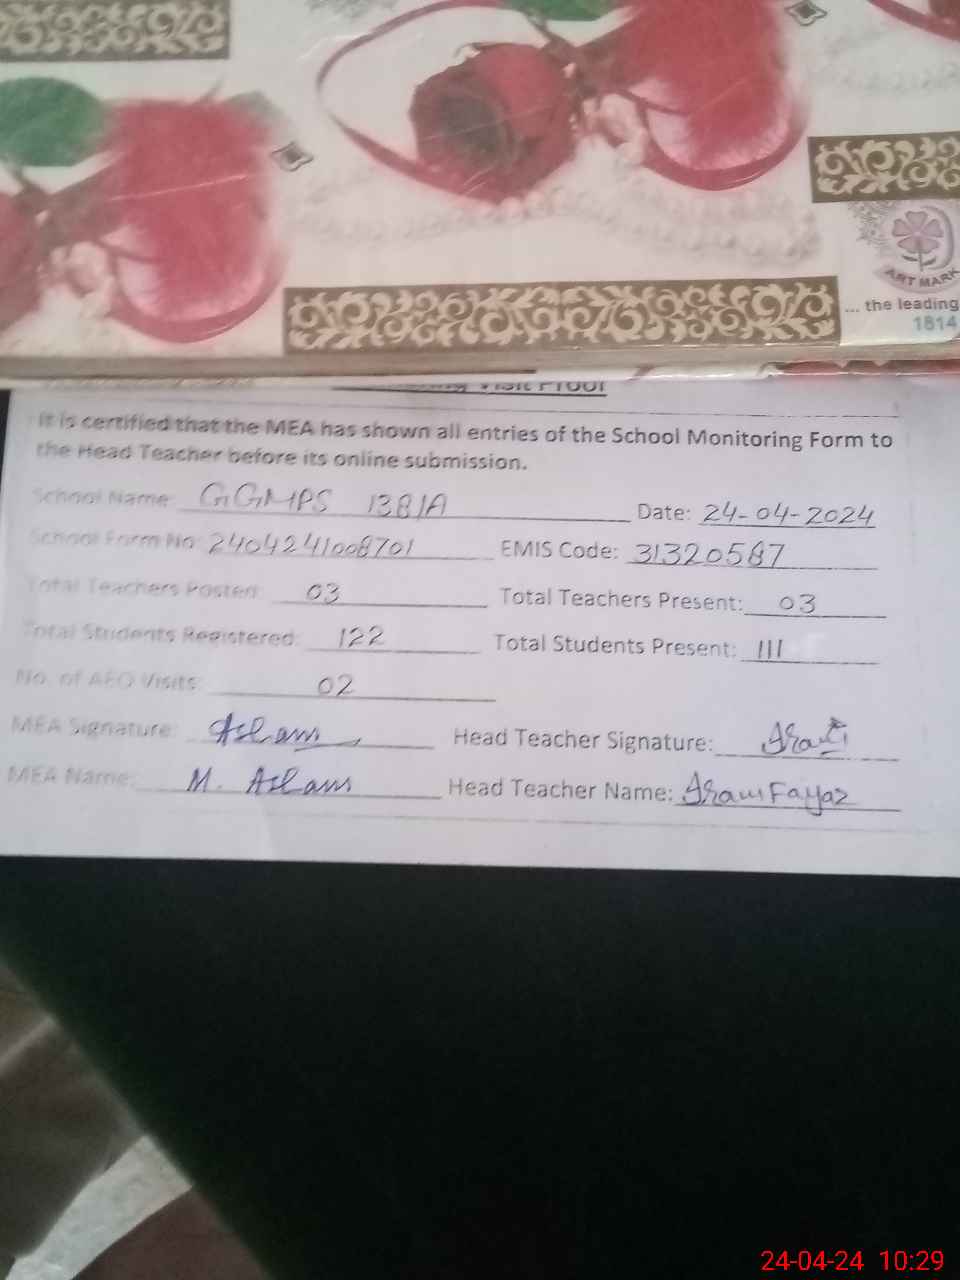 ART MARK
... the leading
1814
Visit Proof
It is certified that the MEA has shown all entries of the School Monitoring Form to
the Head Teacher before its online submission.
School Name: GGMPS 138/A Date: 24-04-2024
School Form No: 2404241008701 EMIS Code: 31320587
Total Teachers Posted: 03 Total Teachers Present: 03
Total Students Registered: 122 Total Students Present: 111
No. of AEO Visits: 02
MEA Signature: Aslam Head Teacher Signature:
MEA Name: M. Aslam Head Teacher Name: Fayaz
24-04-24 10:29